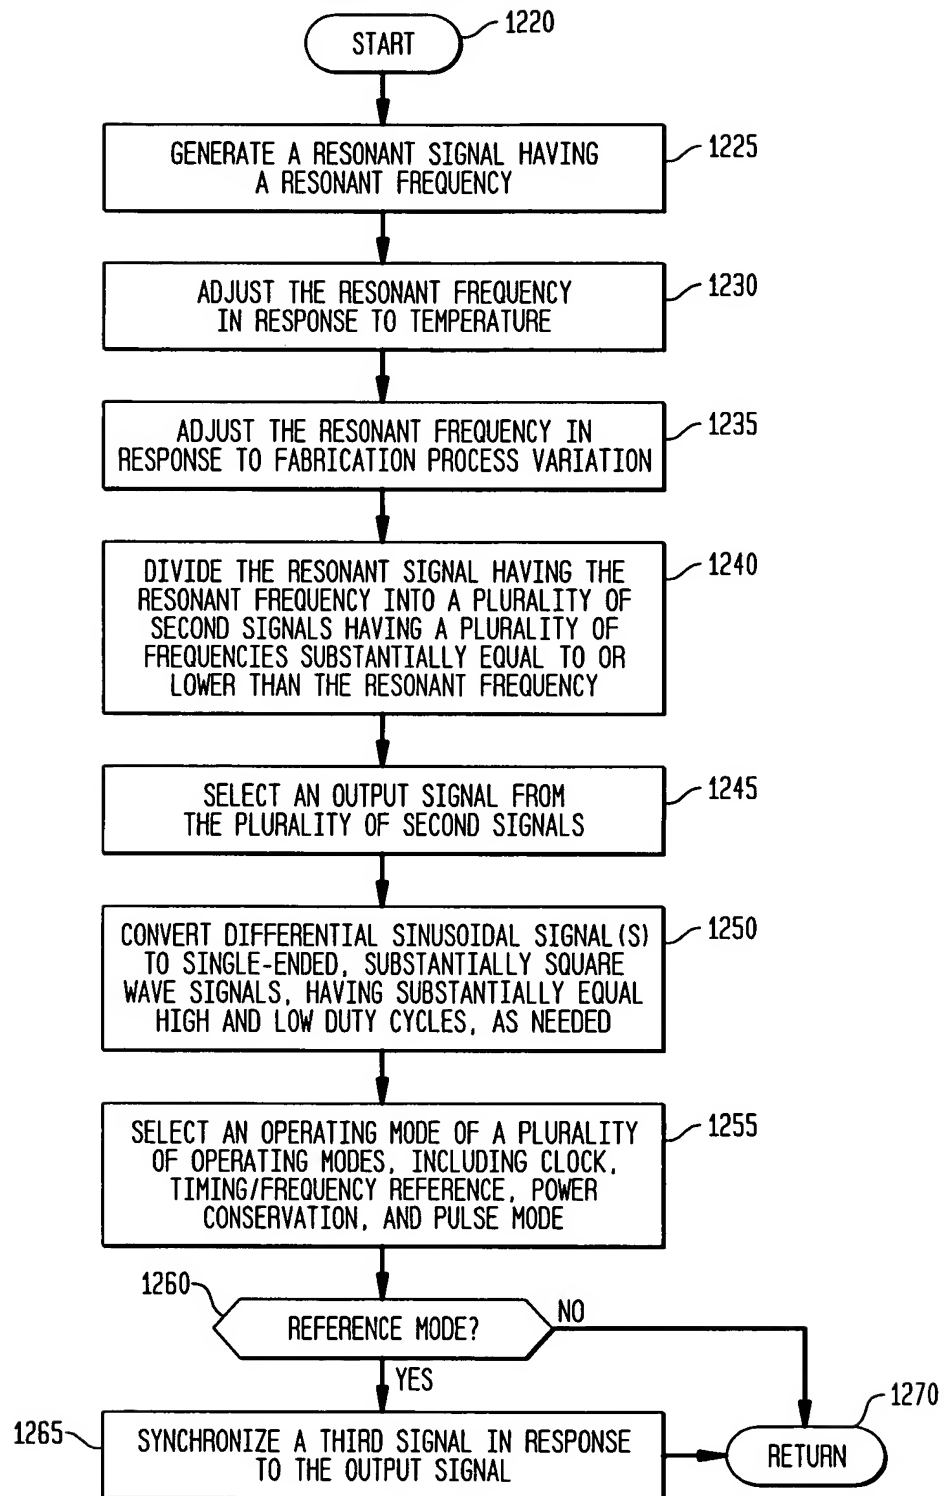 START
1220
GENERATE A RESONANT SIGNAL HAVING
A RESONANT FREQUENCY
1225
ADJUST THE RESONANT FREQUENCY
IN RESPONSE TO TEMPERATURE
1230
ADJUST THE RESONANT FREQUENCY IN
RESPONSE TO FABRICATION PROCESS VARIATION
1235
DIVIDE THE RESONANT SIGNAL HAVING THE
RESONANT FREQUENCY INTO A PLURALITY OF
SECOND SIGNALS HAVING A PLURALITY OF
FREQUENCIES SUBSTANTIALLY EQUAL TO OR
LOWER THAN THE RESONANT FREQUENCY
1240
SELECT AN OUTPUT SIGNAL FROM
THE PLURALITY OF SECOND SIGNALS
1245
CONVERT DIFFERENTIAL SINUSOIDAL SIGNAL(S)
TO SINGLE-ENDED, SUBSTANTIALLY SQUARE
WAVE SIGNALS, HAVING SUBSTANTIALLY EQUAL
HIGH AND LOW DUTY CYCLES, AS NEEDED
1250
SELECT AN OPERATING MODE OF A PLURALITY
OF OPERATING MODES, INCLUDING CLOCK,
TIMING/FREQUENCY REFERENCE, POWER
CONSERVATION, AND PULSE MODE
1255
1260
REFERENCE MODE?
NO
YES
1265
SYNCHRONIZE A THIRD SIGNAL IN RESPONSE
TO THE OUTPUT SIGNAL
RETURN
1270